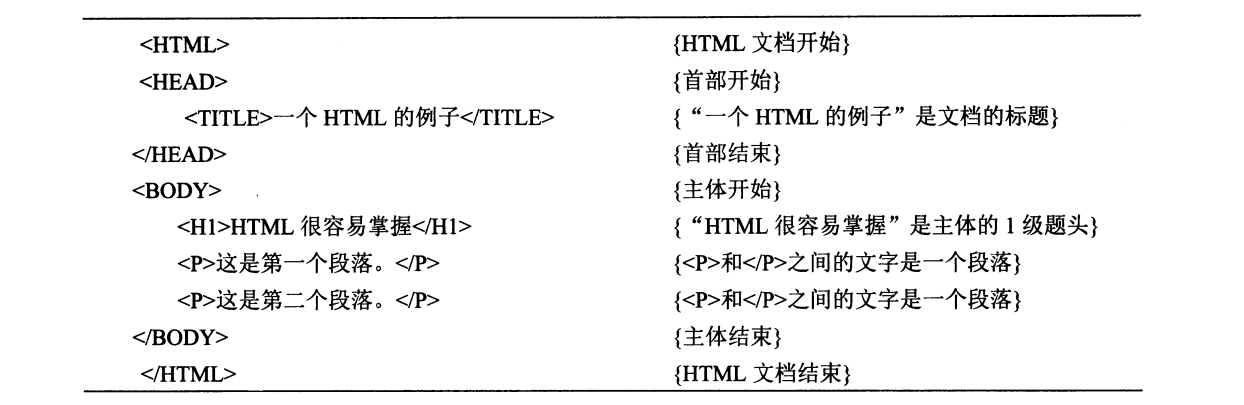 <HTML> {HTML 文档开始}
<HEAD> {首部开始}
<TITLE>一个 HTML 的例子</TITLE> {“一个 HTML 的例子”是文档的标题}
</HEAD> {首部结束}
<BODY> {主体开始}
<H1>HTML 很容易掌握</H1> {“HTML 很容易掌握”是主体的 1 级题头}
<P>这是第一个段落。</P> {<P>和</P>之间的文字是一个段落}
<P>这是第二个段落。</P> {<P>和</P>之间的文字是一个段落}
</BODY> {主体结束}
</HTML> {HTML 文档结束}